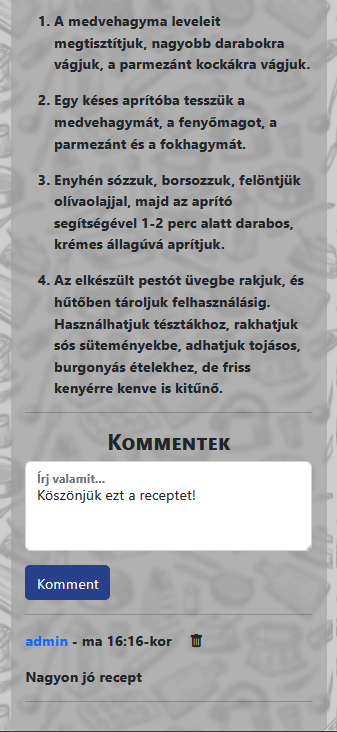 1. A medvehagyma leveleit
megtisztítjuk, nagyobb darabokra
vágjuk, a parmezánt kockákra vágjuk.
2. Egy késes aprítóba tesszük a
medvehagymát, a fenyőmagot, a
parmezánt és a fokhagymát.
3. Enyhén sózzuk, borsozzuk, felöntjük
olívaolajjal, majd az aprító
segítségével 1-2 perc alatt darabos,
krémes állagúvá aprítjuk.
4. Az elkészült pestót üvegbe rakjuk, és
hűtőben tároljuk felhasználásig.
Használhatjuk tésztákhoz, rakhatjuk
sós süteményekbe, adhatjuk tojásos,
burgonyás ételekhez, de friss
kenyérre kenve is kitűnő.
Kommentek
Írj valamit...
Köszönjük ezt a receptet!
Komment
admin - ma 16:16-kor
Nagyon jó recept